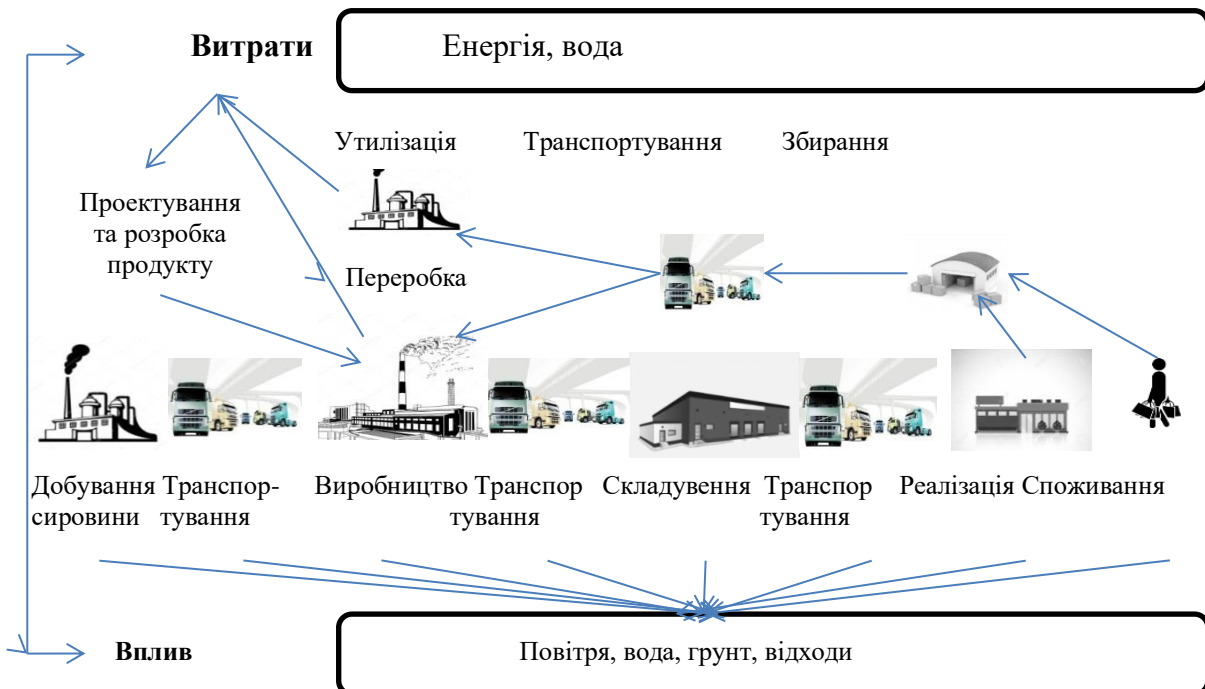 Витрати Енергія, вода
Утилізація Транспортування Збирання
Проектування
та розробка
продукту
Переробка
Добування Транспор- Виробництво Транспор Складувення Транспор Реалізація Споживання
сировини тування тування тування
Вплив Повітря, вода, грунт, відходи